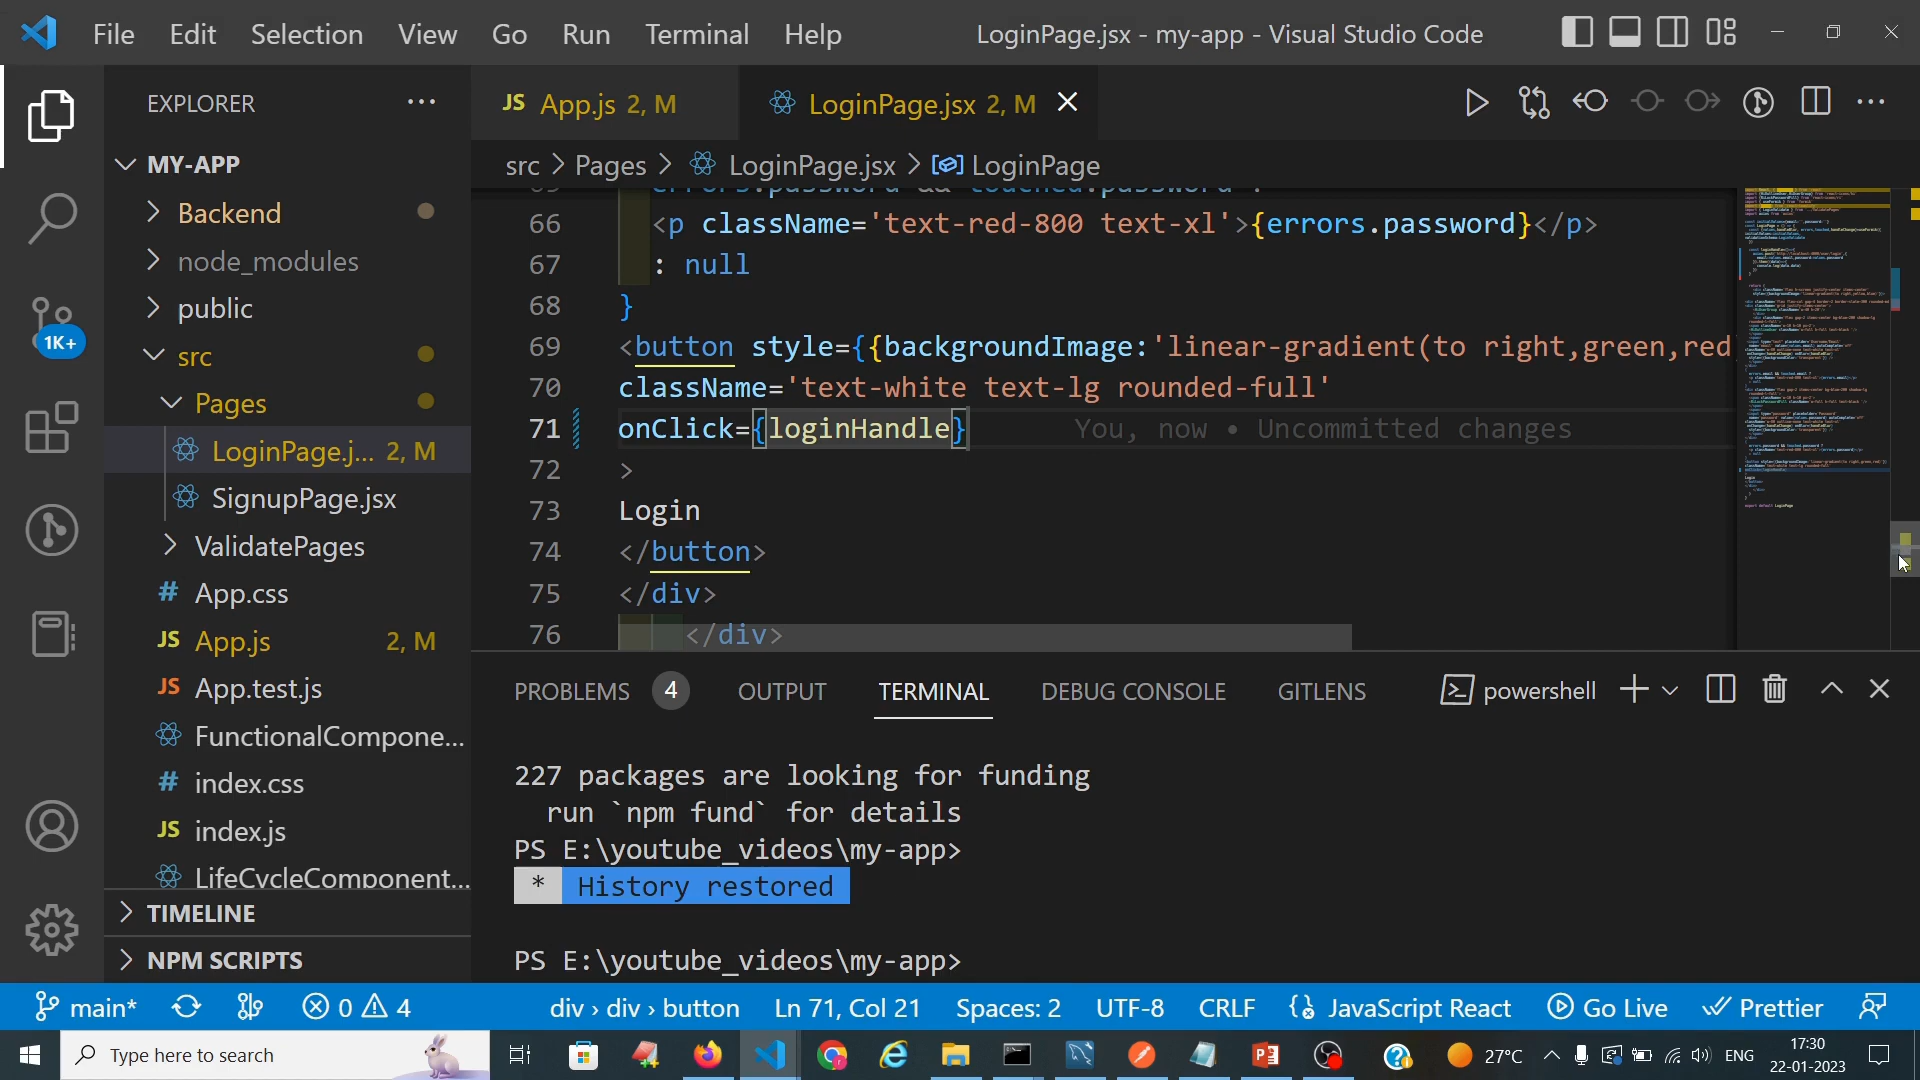 File Edit Selection View Go Run Terminal Help
LoginPage.jsx - my-app - Visual Studio Code
EXPLORER
MY-APP
Backend
node_modules
public
src
Pages
LoginPage.j... 2, M
SignupPage.jsx
ValidatePages
# App.css
JS App.js 2, M
JS App.test.js
FunctionalCompone...
# index.css
JS index.js
LifeCycleComponent...
TIMELINE
NPM SCRIPTS
1K+
JS App.js 2, M
LoginPage.jsx 2, M
src > Pages > LoginPage.jsx > LoginPage
65 errors.password && touched.password ?
66 <p className='text-red-800 text-xl'>{errors.password}</p>
67 : null
68 }
69 <button style={{backgroundImage:'linear-gradient(to right,green,red
70 className='text-white text-lg rounded-full'
71 onClick={loginHandle} You, now • Uncommitted changes
72 >
73 Login
74 </button>
75 </div>
76 </div>
PROBLEMS 4 OUTPUT TERMINAL DEBUG CONSOLE GITLENS
powershell
227 packages are looking for funding
run `npm fund` for details
PS E:\youtube_videos\my-app>
* History restored
PS E:\youtube_videos\my-app>
main* 0 4 div › div › button Ln 71, Col 21 Spaces: 2 UTF-8 CRLF JavaScript React Go Live Prettier
Type here to search
27°C ENG
17:30
22-01-2023